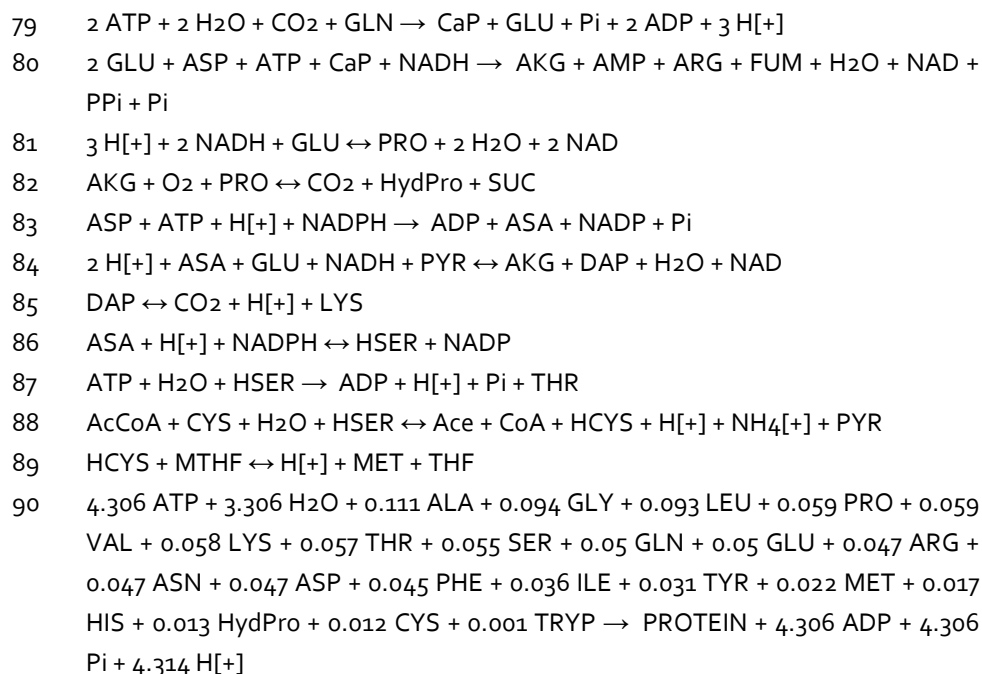 79 2 ATP + 2 H2O + CO2 + GLN → CaP + GLU + Pi + 2 ADP + 3 H[+]
80 2 GLU + ASP + ATP + CaP + NADH → AKG + AMP + ARG + FUM + H2O + NAD +
PPi + Pi
81 3 H[+] + 2 NADH + GLU ↔ PRO + 2 H2O + 2 NAD
82 AKG + O2 + PRO ↔ CO2 + HydPro + SUC
83 ASP + ATP + H[+] + NADPH → ADP + ASA + NADP + Pi
84 2 H[+] + ASA + GLU + NADH + PYR ↔ AKG + DAP + H2O + NAD
85 DAP ↔ CO2 + H[+] + LYS
86 ASA + H[+] + NADPH ↔ HSER + NADP
87 ATP + H2O + HSER → ADP + H[+] + Pi + THR
88 AcCoA + CYS + H2O + HSER ↔ Ace + CoA + HCYS + H[+] + NH4[+] + PYR
89 HCYS + MTHF ↔ H[+] + MET + THF
90 4.306 ATP + 3.306 H2O + 0.111 ALA + 0.094 GLY + 0.093 LEU + 0.059 PRO + 0.059
VAL + 0.058 LYS + 0.057 THR + 0.055 SER + 0.05 GLN + 0.05 GLU + 0.047 ARG +
0.047 ASN + 0.047 ASP + 0.045 PHE + 0.036 ILE + 0.031 TYR + 0.022 MET + 0.017
HIS + 0.013 HydPro + 0.012 CYS + 0.001 TRYP → PROTEIN + 4.306 ADP + 4.306
Pi + 4.314 H[+]